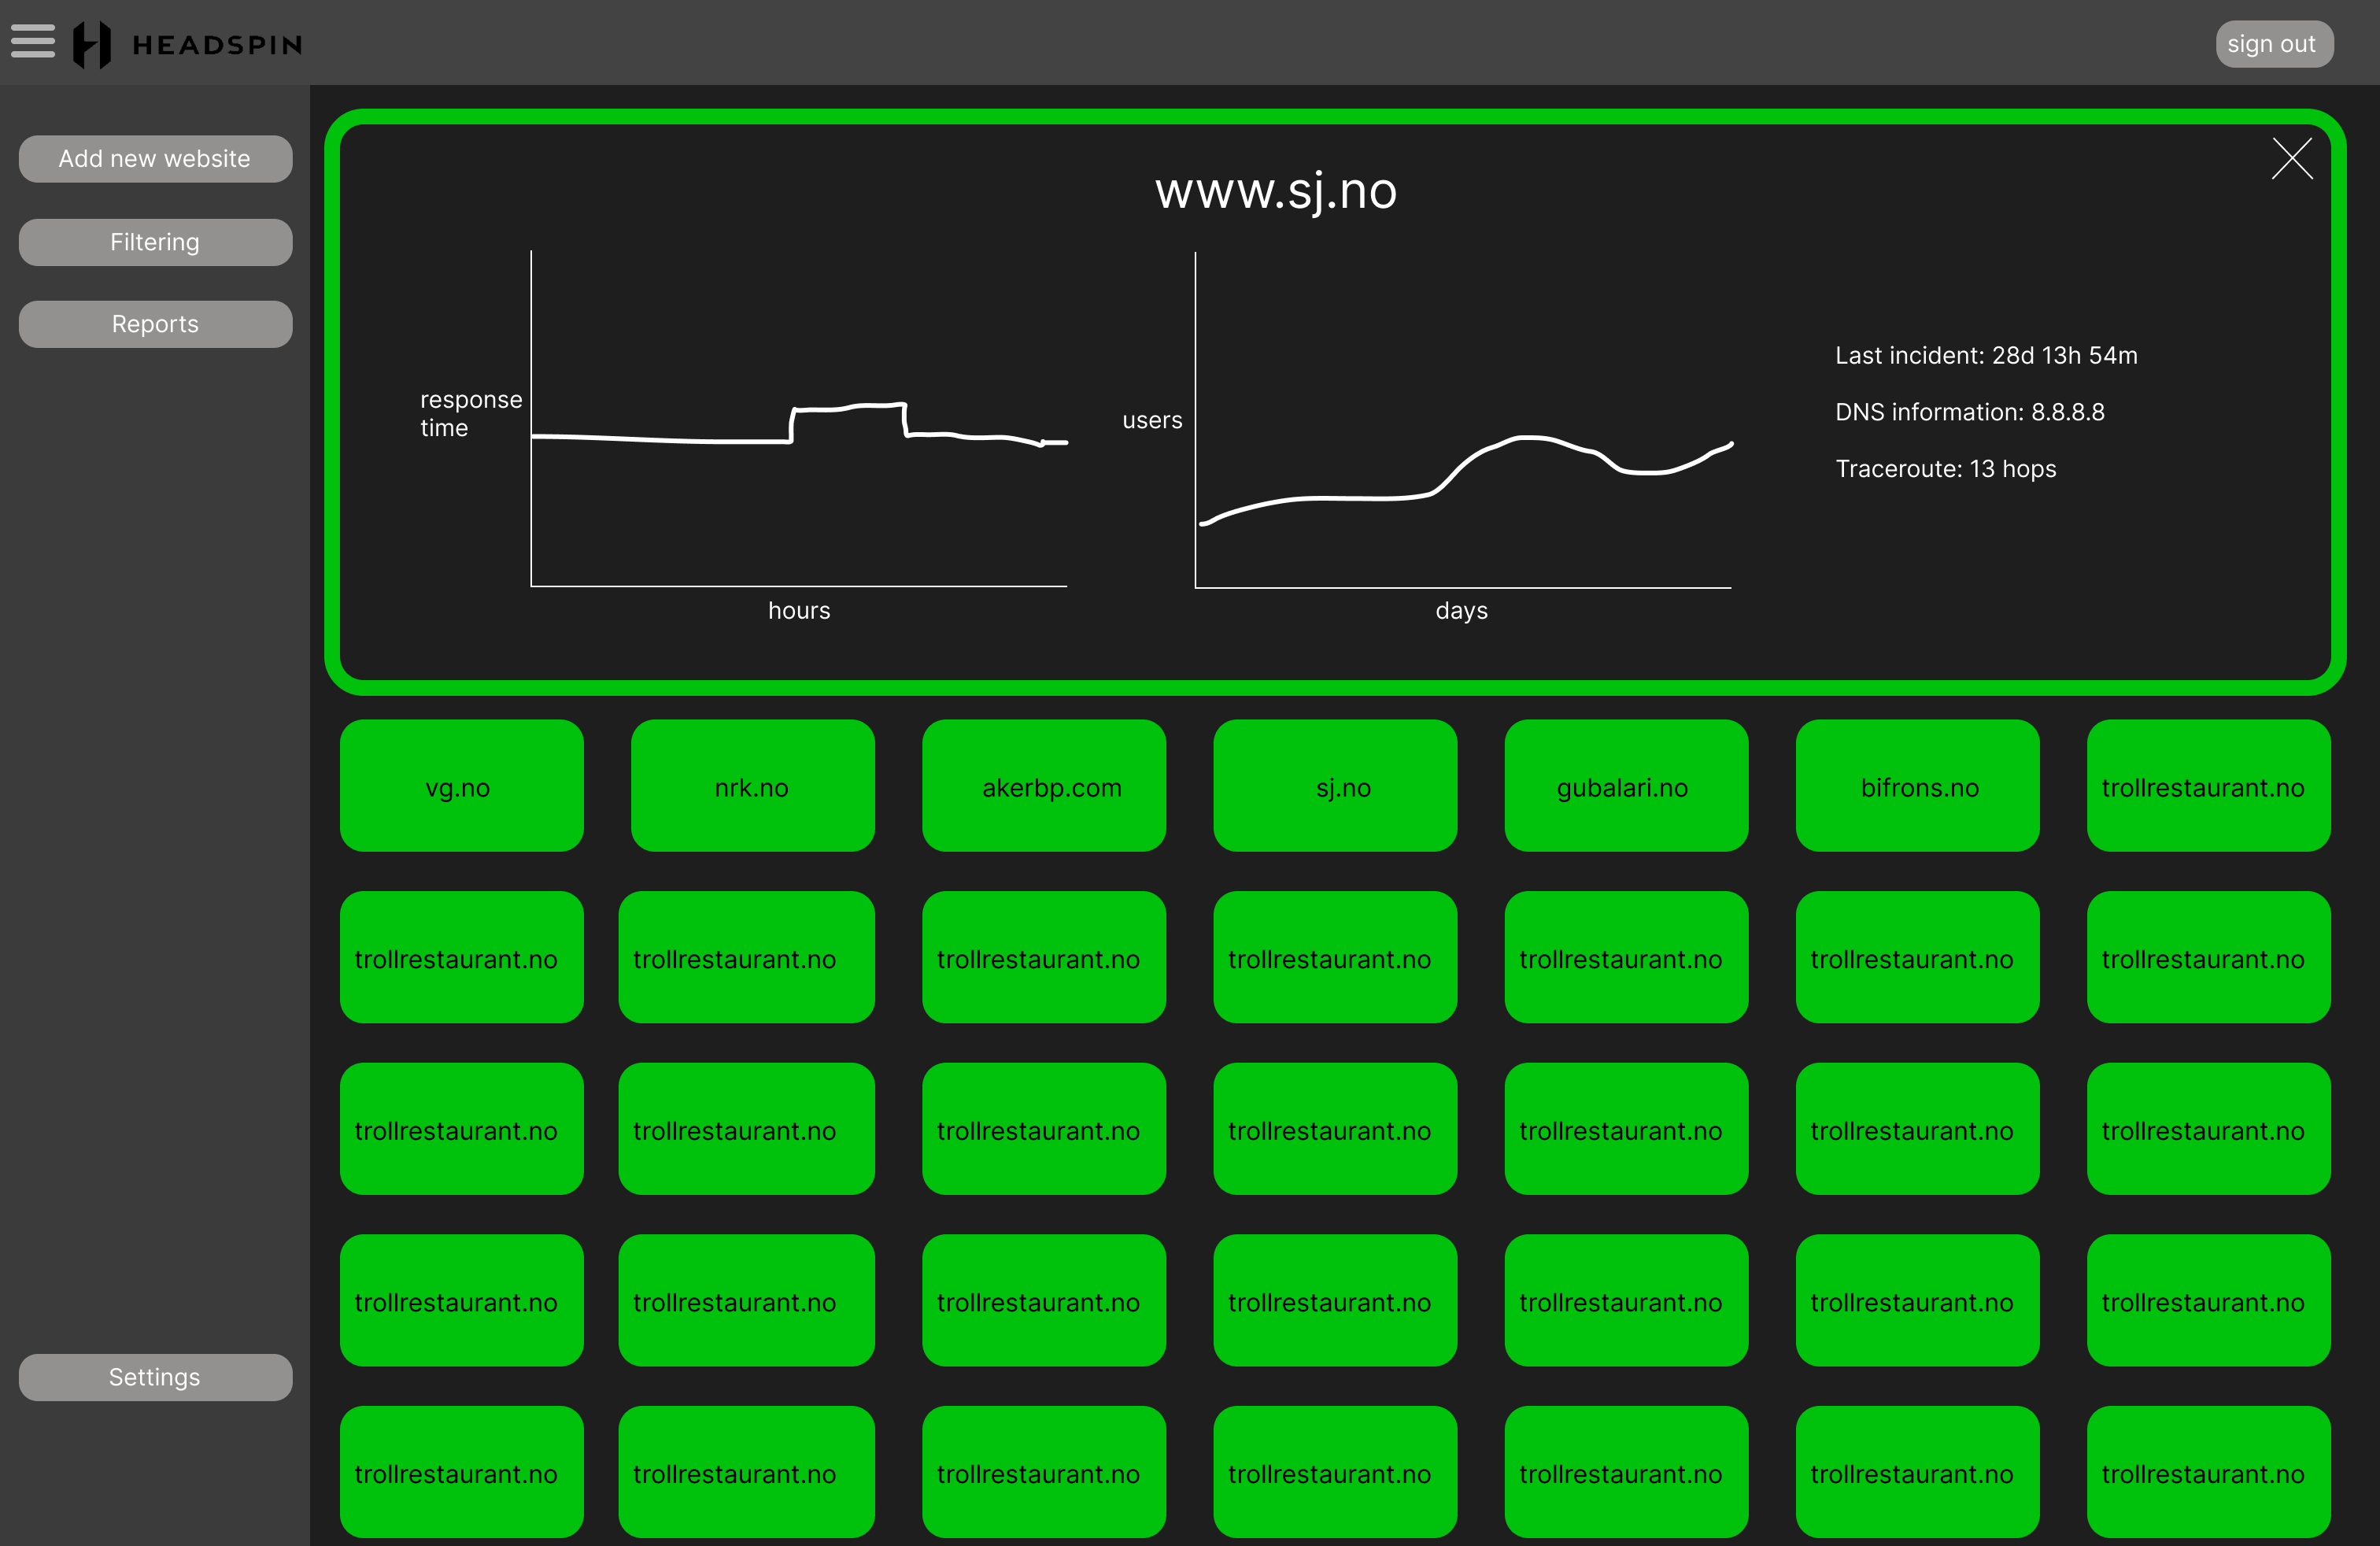 HEADSPIN
sign out
Add new website
Filtering
Reports
Settings
www.sj.no
response
time
hours
users
days
Last incident: 28d 13h 54m
DNS information: 8.8.8.8
Traceroute: 13 hops
vg.no nrk.no akerbp.com sj.no gubalari.no bifrons.no trollrestaurant.no
trollrestaurant.no trollrestaurant.no trollrestaurant.no trollrestaurant.no trollrestaurant.no trollrestaurant.no trollrestaurant.no
trollrestaurant.no trollrestaurant.no trollrestaurant.no trollrestaurant.no trollrestaurant.no trollrestaurant.no trollrestaurant.no
trollrestaurant.no trollrestaurant.no trollrestaurant.no trollrestaurant.no trollrestaurant.no trollrestaurant.no trollrestaurant.no
trollrestaurant.no trollrestaurant.no trollrestaurant.no trollrestaurant.no trollrestaurant.no trollrestaurant.no trollrestaurant.no